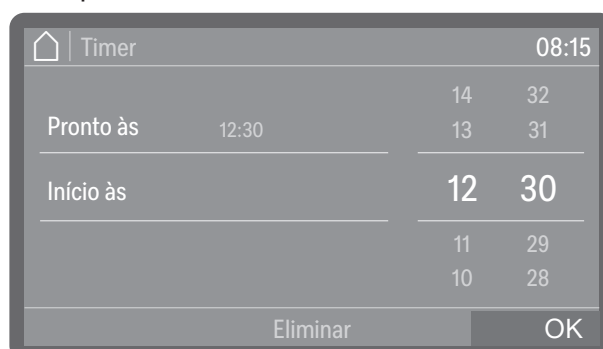 Timer 08:15
14 32
Pronto às 12:30 13 31
Início às 12 30
11 29
10 28
Eliminar OK